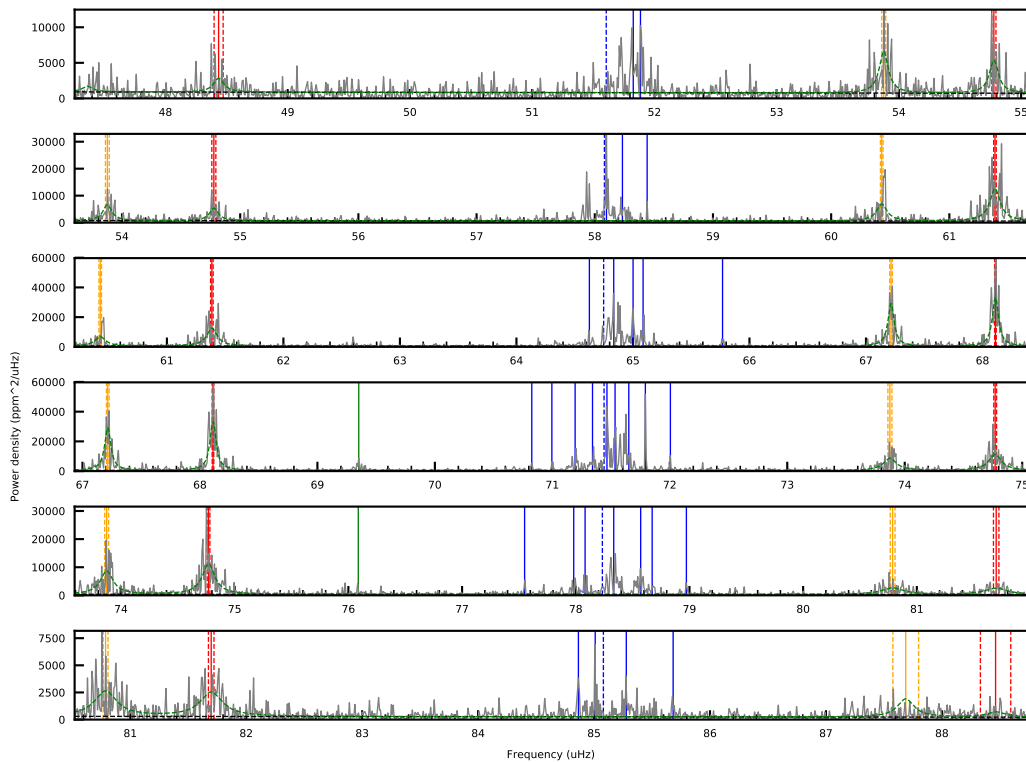 10000
5000
0
48 49 50 51 52 53 54 55
30000
20000
10000
0
54 55 56 57 58 59 60 61
60000
40000
20000
0
61 62 63 64 65 66 67 68
60000
40000
20000
0
67 68 69 70 71 72 73 74 75
30000
20000
10000
0
74 75 76 77 78 79 80 81
7500
5000
2500
0
81 82 83 84 85 86 87 88
Power density (ppm^2/uHz)
Frequency (uHz)